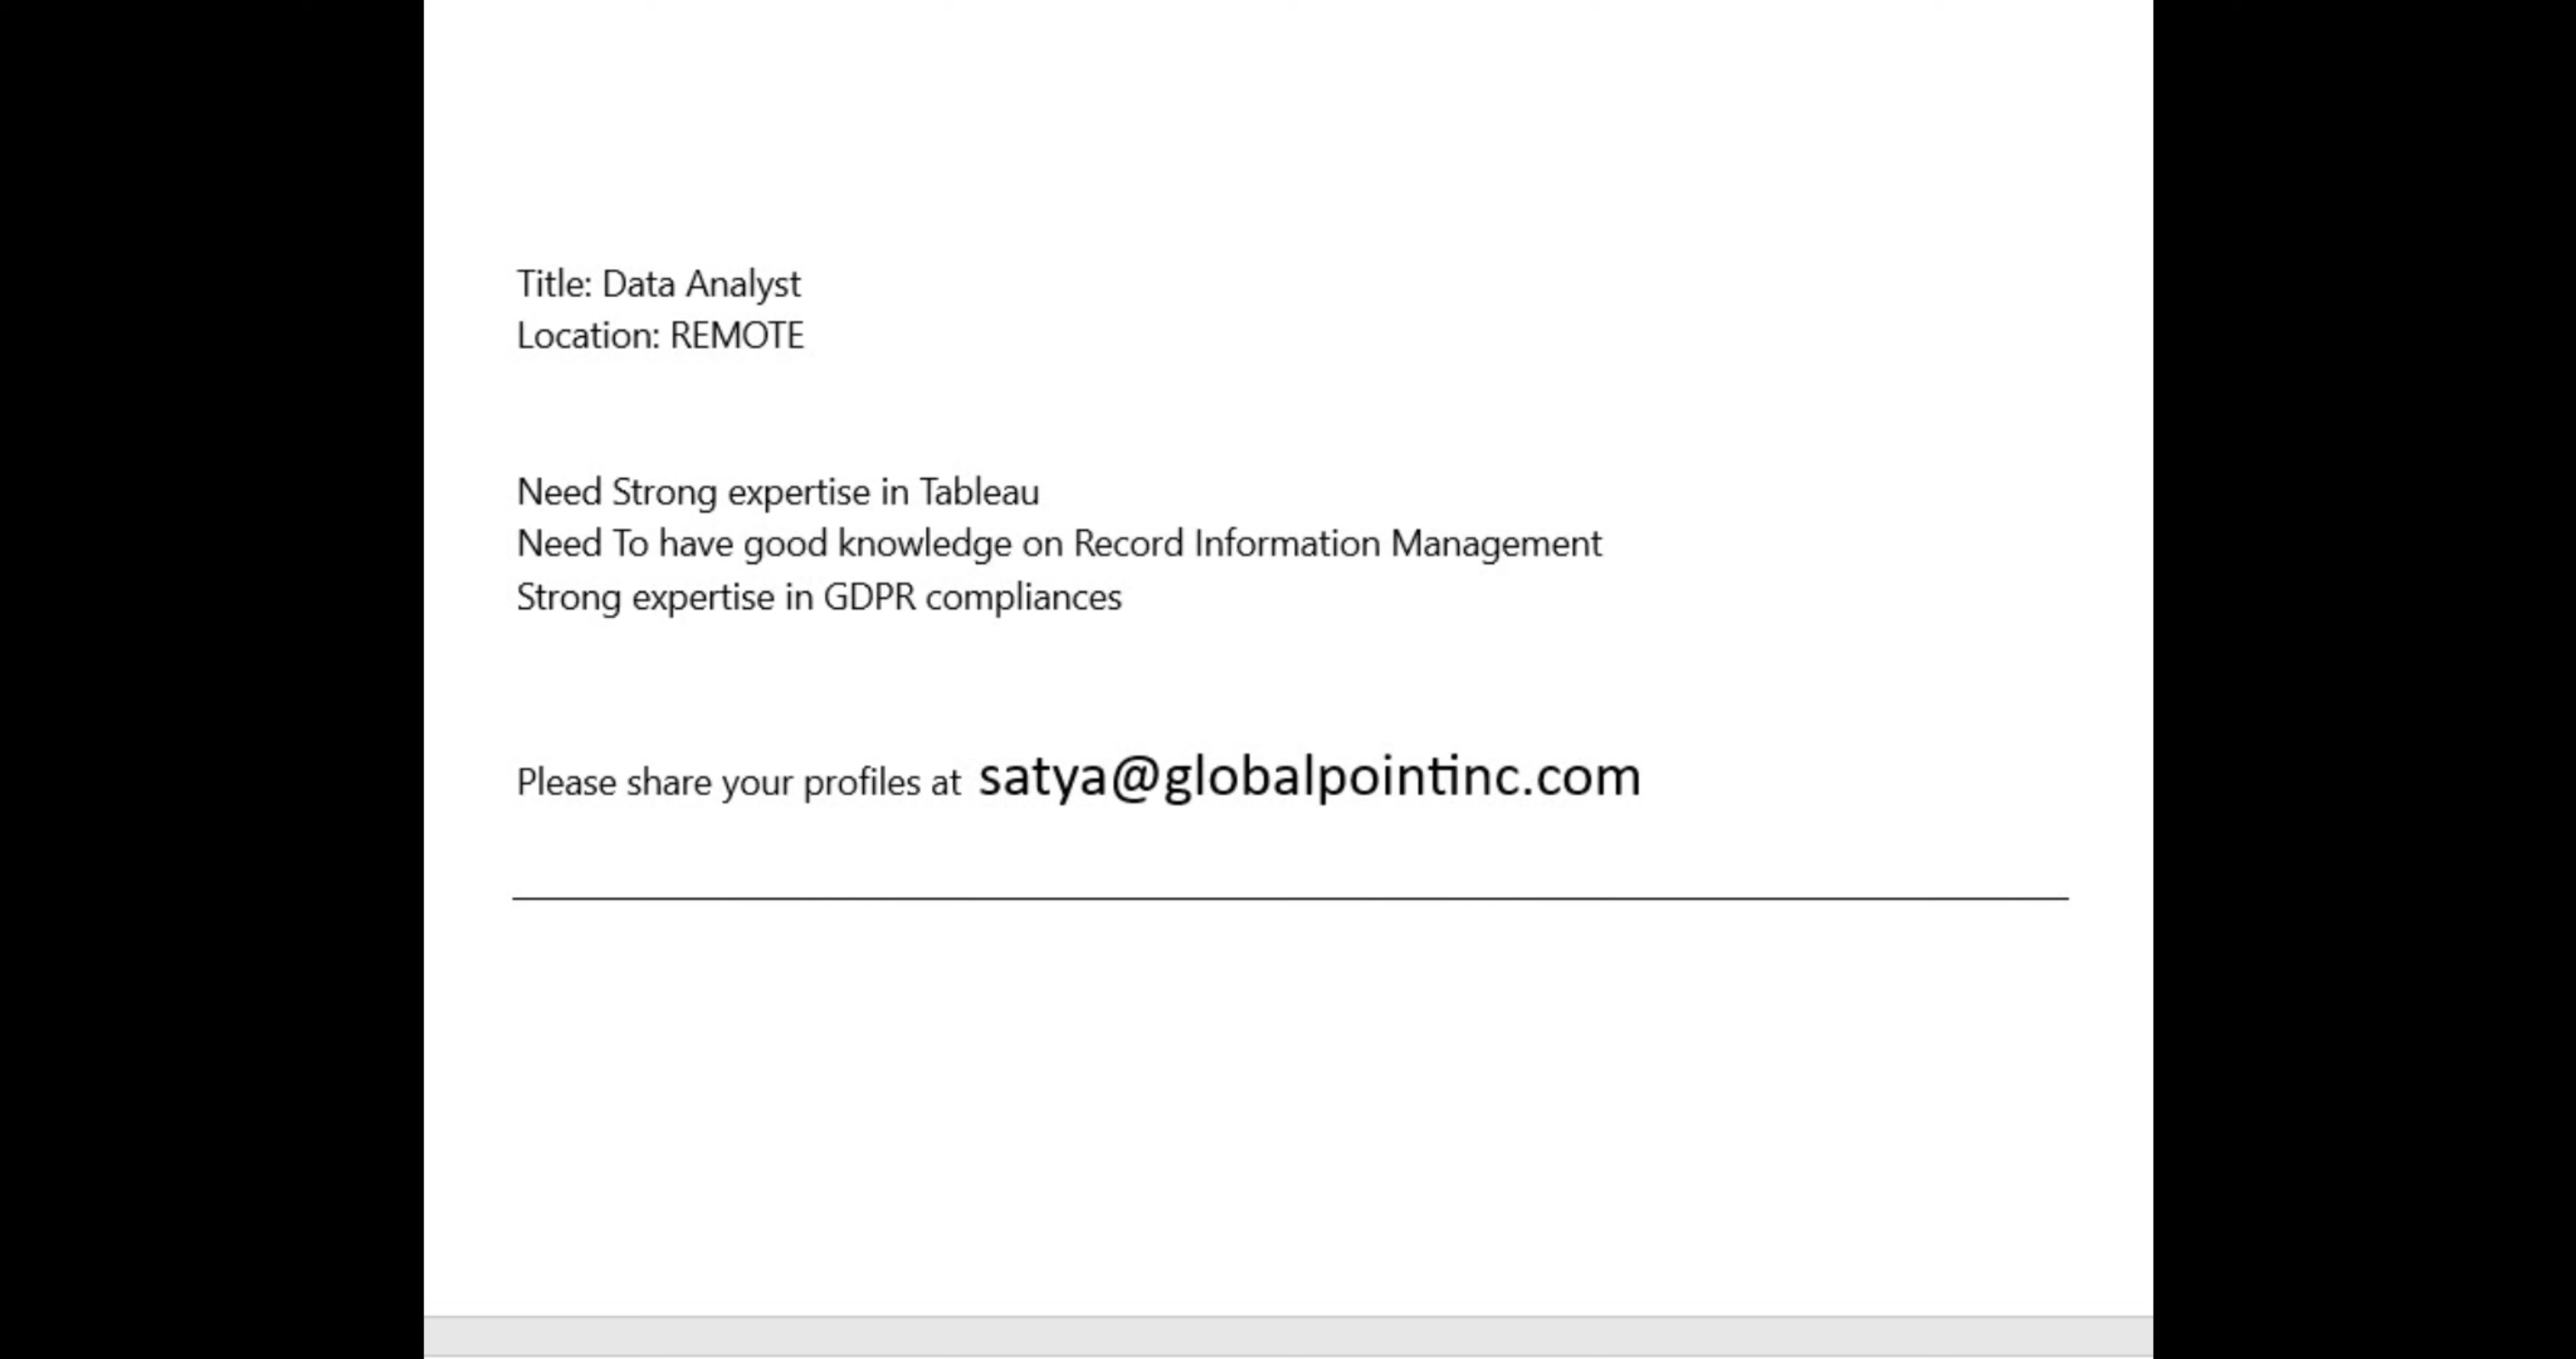 Title: Data Analyst
Location: REMOTE
Need Strong expertise in Tableau
Need To have good knowledge on Record Information Management
Strong expertise in GDPR compliances
Please share your profiles at satya@globalpointinc.com